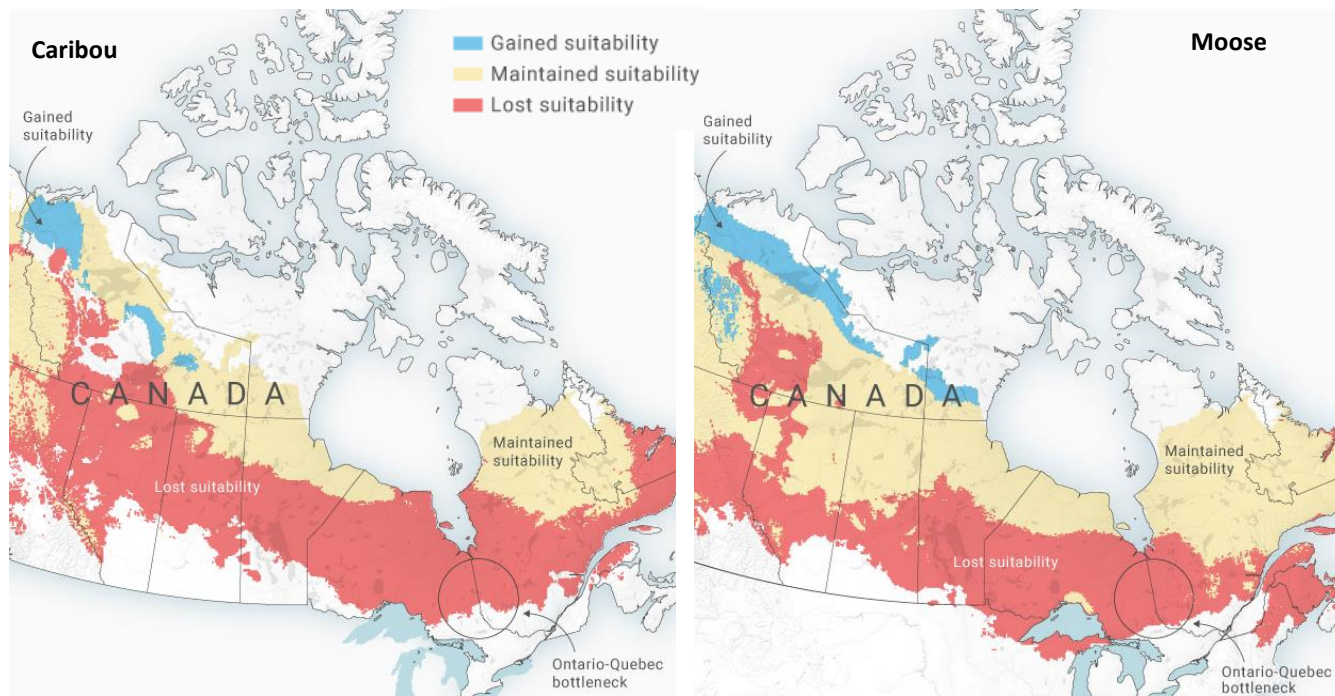 Caribou
Gained suitability
Maintained suitability
Lost suitability
Moose
Gained
suitability
CANADA
Maintained
suitability
Lost suitability
Ontario-Quebec
bottleneck
Gained
suitability
CANADA
Maintained
suitability
Lost suitability
Ontario-Quebec
bottleneck